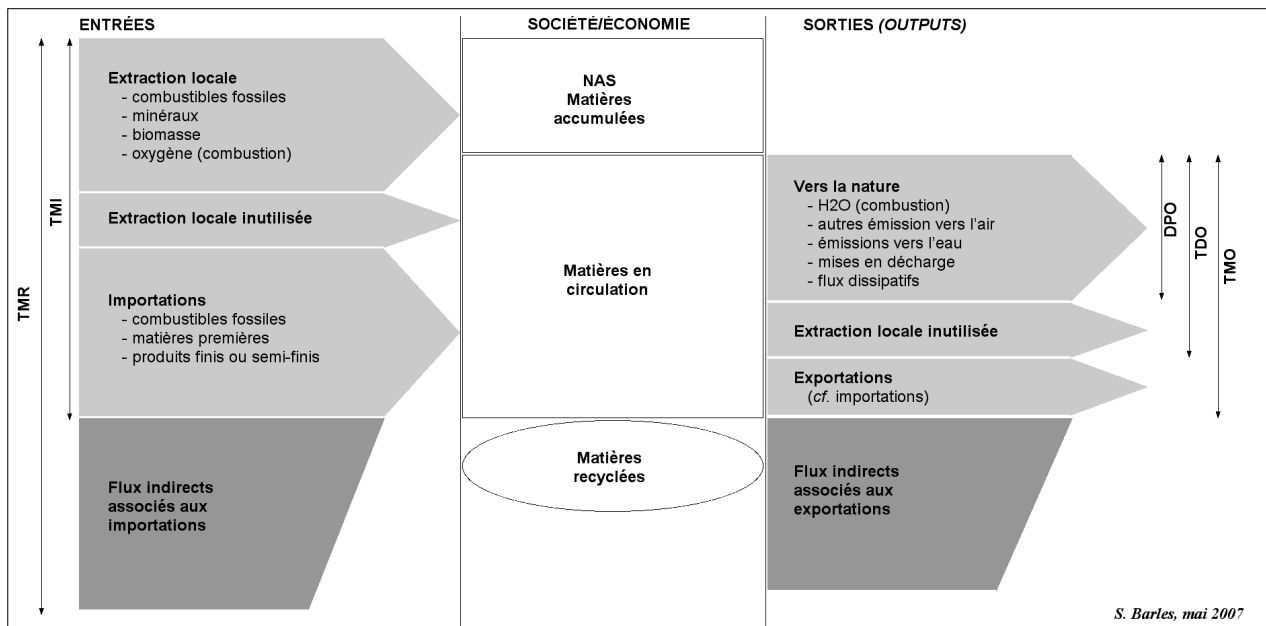 ENTRÉES
SOCIÉTÉ/ÉCONOMIE
SORTIES (OUTPUTS)
TMR
TMI
Extraction locale
- combustibles fossiles
- minéraux
- biomasse
- oxygène (combustion)
Extraction locale inutilisée
Importations
- combustibles fossiles
- matières premières
- produits finis ou semi-finis
Flux indirects
associés aux
importations
NAS
Matières
accumulées
Matières en
circulation
Matières
recyclées
Vers la nature
- H2O (combustion)
- autres émission vers l'air
- émissions vers l'eau
- mises en décharge
- flux dissipatifs
Extraction locale inutilisée
Exportations
(cf. importations)
Flux indirects
associés aux
exportations
DPO
TDO
TMO
S. Barles, mai 2007